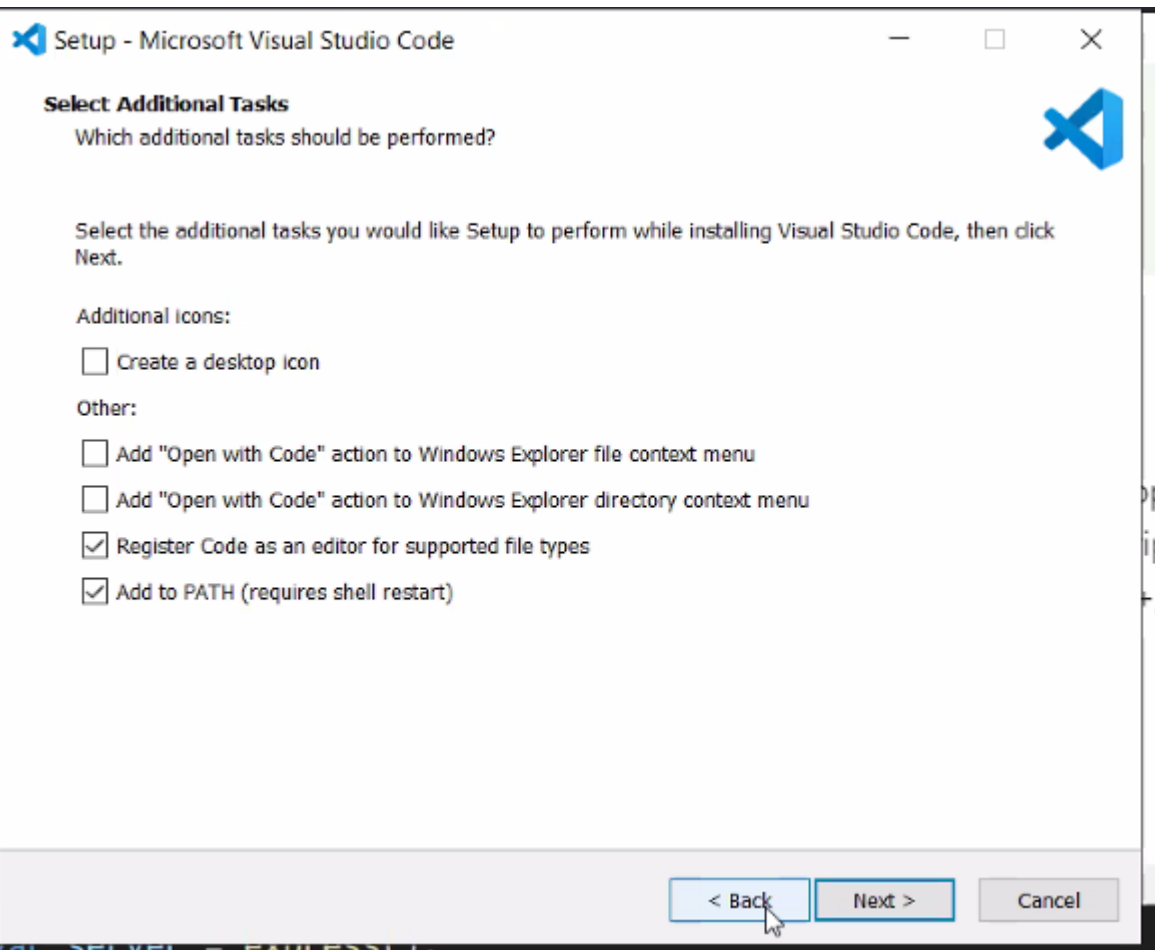 Setup - Microsoft Visual Studio Code
Select Additional Tasks
Which additional tasks should be performed?
Select the additional tasks you would like Setup to perform while installing Visual Studio Code, then click
Next.
Additional icons:
Create a desktop icon
Other:
Add "Open with Code" action to Windows Explorer file context menu
Add "Open with Code" action to Windows Explorer directory context menu
Register Code as an editor for supported file types
Add to PATH (requires shell restart)
< Back Next > Cancel